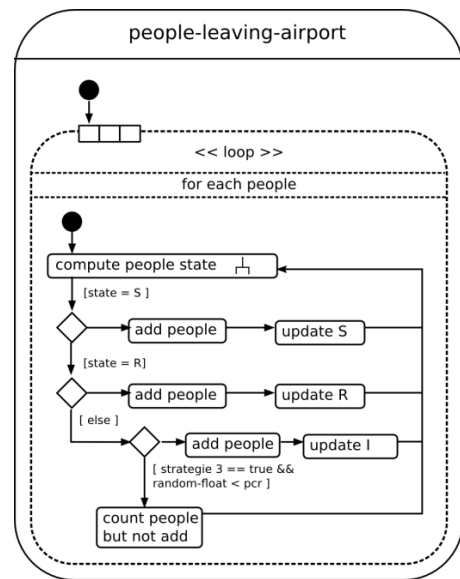 people-leaving-airport
<< loop >>
for each people
compute people state
[state = S ]
add people
update S
[state = R]
add people
update R
[ else ]
add people
update I
[ strategie 3 == true &&
random-float < pcr ]
count people
but not add